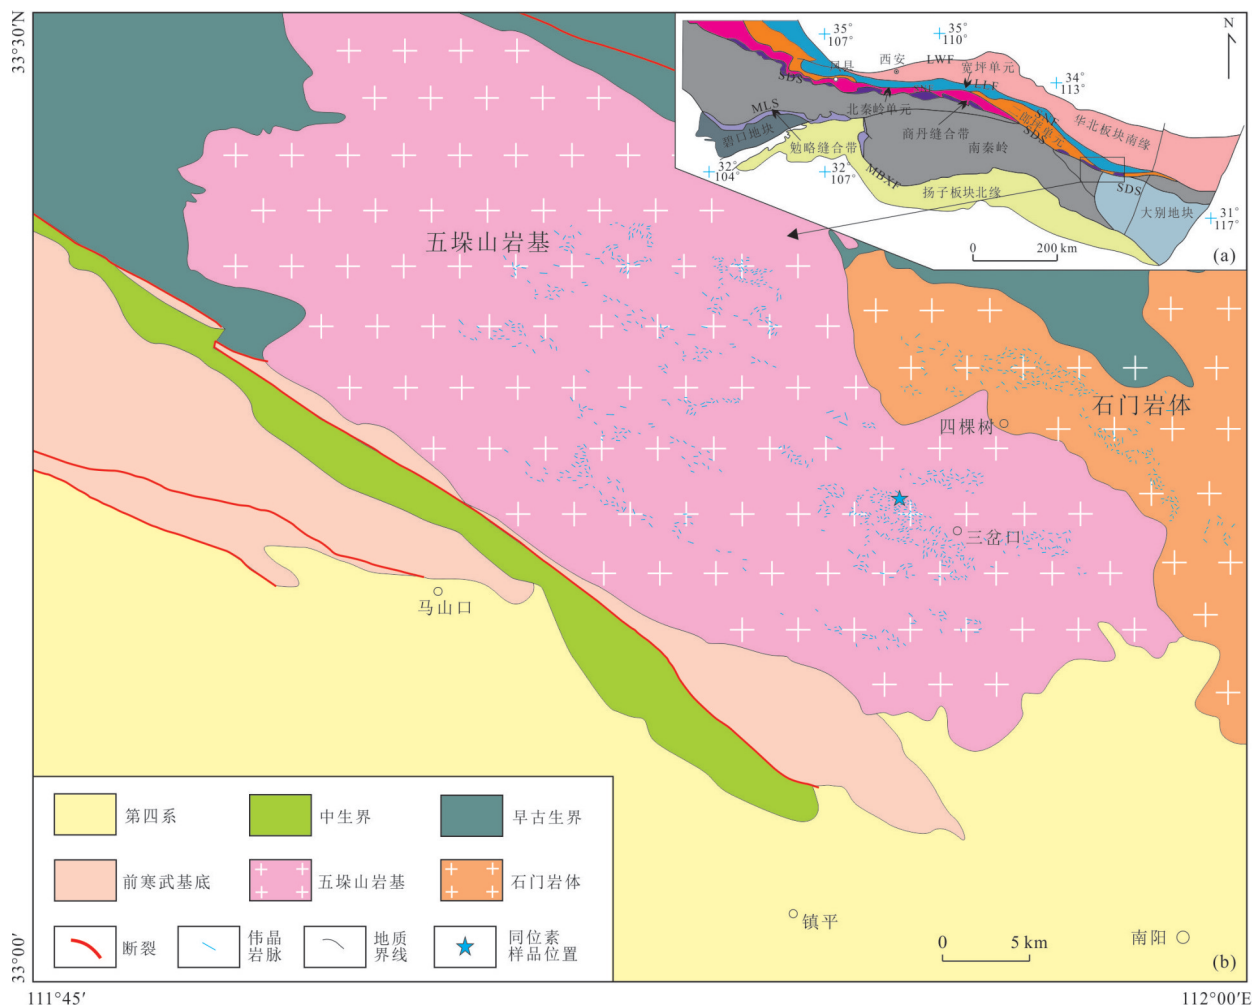 33°30′N
35°
107°
35°
110°
N
西安
LWF
宽坪单元
凤县
LLF
34°
113°
SDS
MLS
北秦岭单元
二郎坪单元
华北板块南缘
碧口地块
勉略缝合带
商丹缝合带
南秦岭
SDS
32°
104°
32°
107°
MBXF
扬子板块北缘
SDS
大别地块
31°
117°
0 200 km
(a)
五垛山岩基
石门岩体
四棵树
三岔口
马山口
第四系
中生界
早古生界
前寒武基底
五垛山岩基
石门岩体
断裂
伟晶
岩脉
地质
界线
同位素
样品位置
镇平
0 5 km
南阳
(b)
33°00′
111°45′
112°00′E